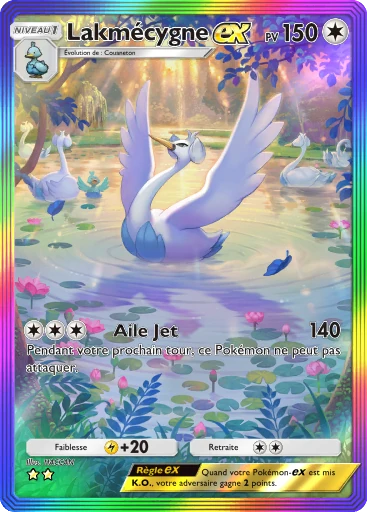 NIVEAU 1
Lakmécygne ex PV 150
Évolution de : Couaneton
Aile Jet 140
Pendant votre prochain tour, ce Pokémon ne peut pas
attaquer.
Faiblesse +20 Retraite
Illus.
Règle ex Quand votre Pokémon-ex est mis
K.O., votre adversaire gagne 2 points.